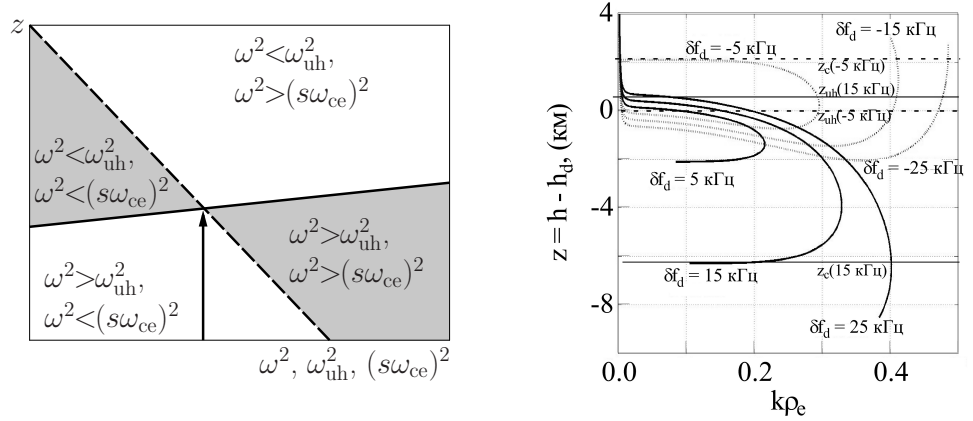 z
ω²<ω²uh,
ω²>(sωce)²
ω²<ω²uh,
ω²<(sωce)²
ω²>ω²uh,
ω²>(sωce)²
ω²>ω²uh,
ω²<(sωce)²
ω², ω²uh, (sωce)²
z = h - hd, (км)
4
0
-4
-8
δfd = -15 кГц
δfd = -5 кГц
zc(-5 кГц)
zuh(15 кГц)
zuh(-5 кГц)
δfd = -25 кГц
δfd = 5 кГц
zc(15 кГц)
δfd = 15 кГц
δfd = 25 кГц
0.0
0.2
0.4
kρe